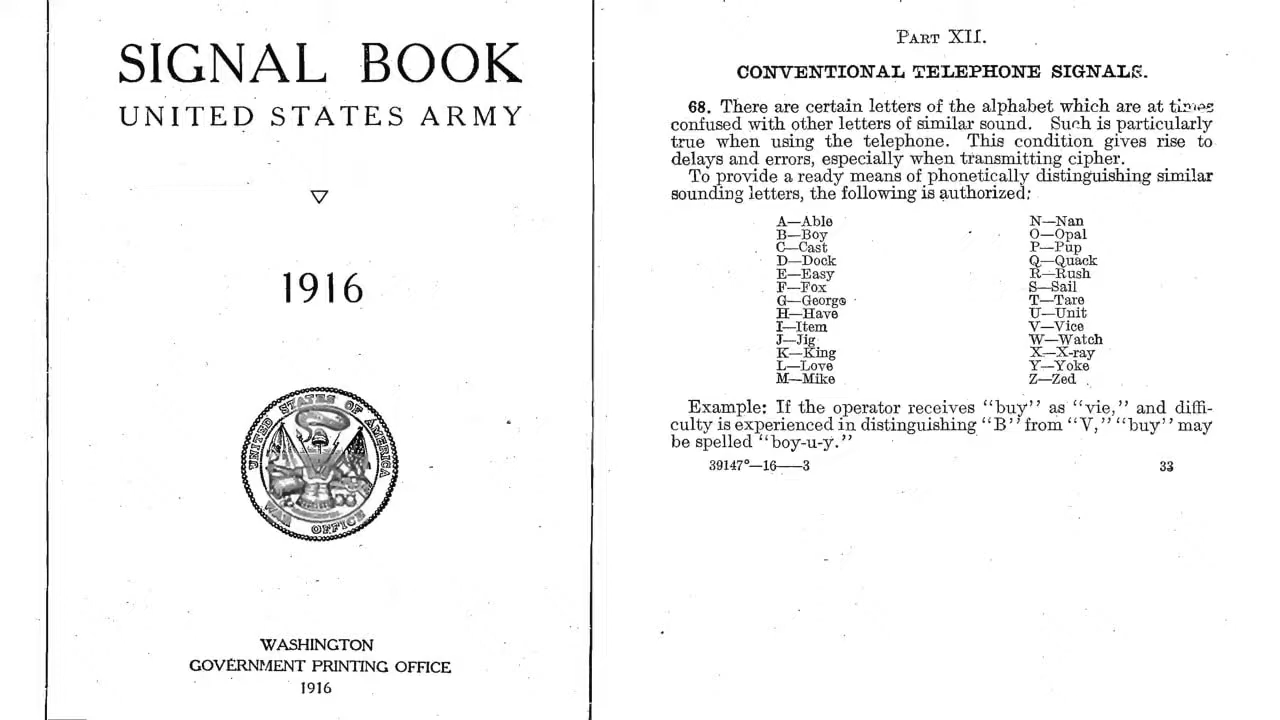 SIGNAL BOOK
UNITED STATES ARMY
1916
UNITED STATES OF AMERICA
WAR OFFICE
WASHINGTON
GOVERNMENT PRINTING OFFICE
1916
PART XII.
CONVENTIONAL TELEPHONE SIGNALS.
68. There are certain letters of the alphabet which are at times
confused with other letters of similar sound. Such is particularly
true when using the telephone. This condition gives rise to
delays and errors, especially when transmitting cipher.
To provide a ready means of phonetically distinguishing similar
sounding letters, the following is authorized:
A—Able
B—Boy
C—Cast
D—Dock
E—Easy
F—Fox
G—George
H—Have
I—Item
J—Jig
K—King
L—Love
M—Mike
N—Nan
O—Opal
P—Pup
Q—Quack
R—Rush
S—Sail
T—Tare
U—Unit
V—Vice
W—Watch
X—X-ray
Y—Yoke
Z—Zed
Example: If the operator receives “buy” as “vie,” and diffi-
culty is experienced in distinguishing “B” from “V,” “buy” may
be spelled “boy-u-y.”
39147°—16——3 33